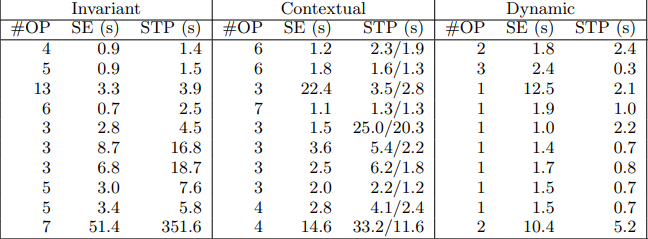 Invariant Contextual Dynamic
#OP SE (s) STP (s) #OP SE (s) STP (s) #OP SE (s) STP (s)
4 0.9 1.4 6 1.2 2.3/1.9 2 1.8 2.4
5 0.9 1.5 6 1.8 1.6/1.3 3 2.4 0.3
13 3.3 3.9 3 22.4 3.5/2.8 1 12.5 2.1
6 0.7 2.5 7 1.1 1.3/1.3 1 1.9 1.0
3 2.8 4.5 3 1.5 25.0/20.3 1 1.0 2.2
3 8.7 16.8 3 3.6 5.4/2.2 1 1.4 0.7
3 6.8 18.7 3 2.5 6.2/1.8 1 1.7 0.8
5 3.0 7.6 3 2.0 2.2/1.2 1 1.5 0.7
5 3.4 5.8 4 2.8 4.1/2.4 1 1.5 0.7
7 51.4 351.6 4 14.6 33.2/11.6 2 10.4 5.2